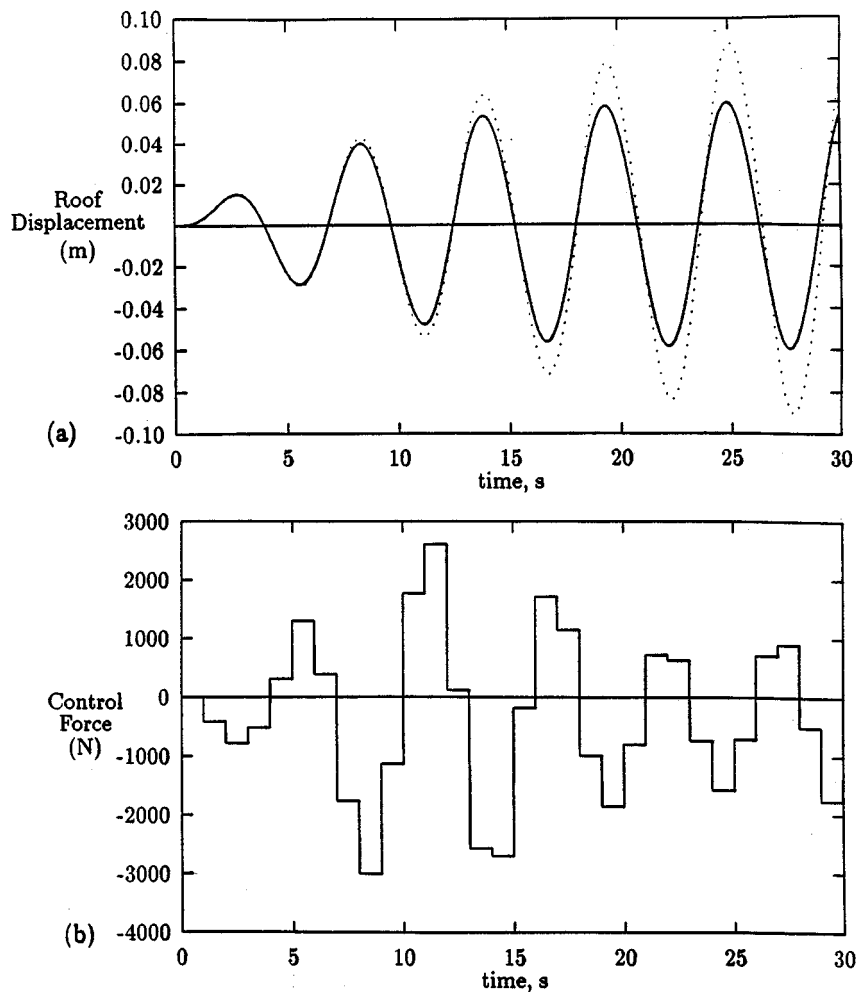 0.10
0.08
0.06
0.04
0.02
Roof
Displacement
(m)
-0.02
-0.04
-0.06
-0.08
-0.10
(a)
0 5 10 15 20 25 30
time, s
3000
2000
1000
0
Control
Force
(N)
-1000
-2000
-3000
-4000
(b)
5 10 15 20 25 30
time, s